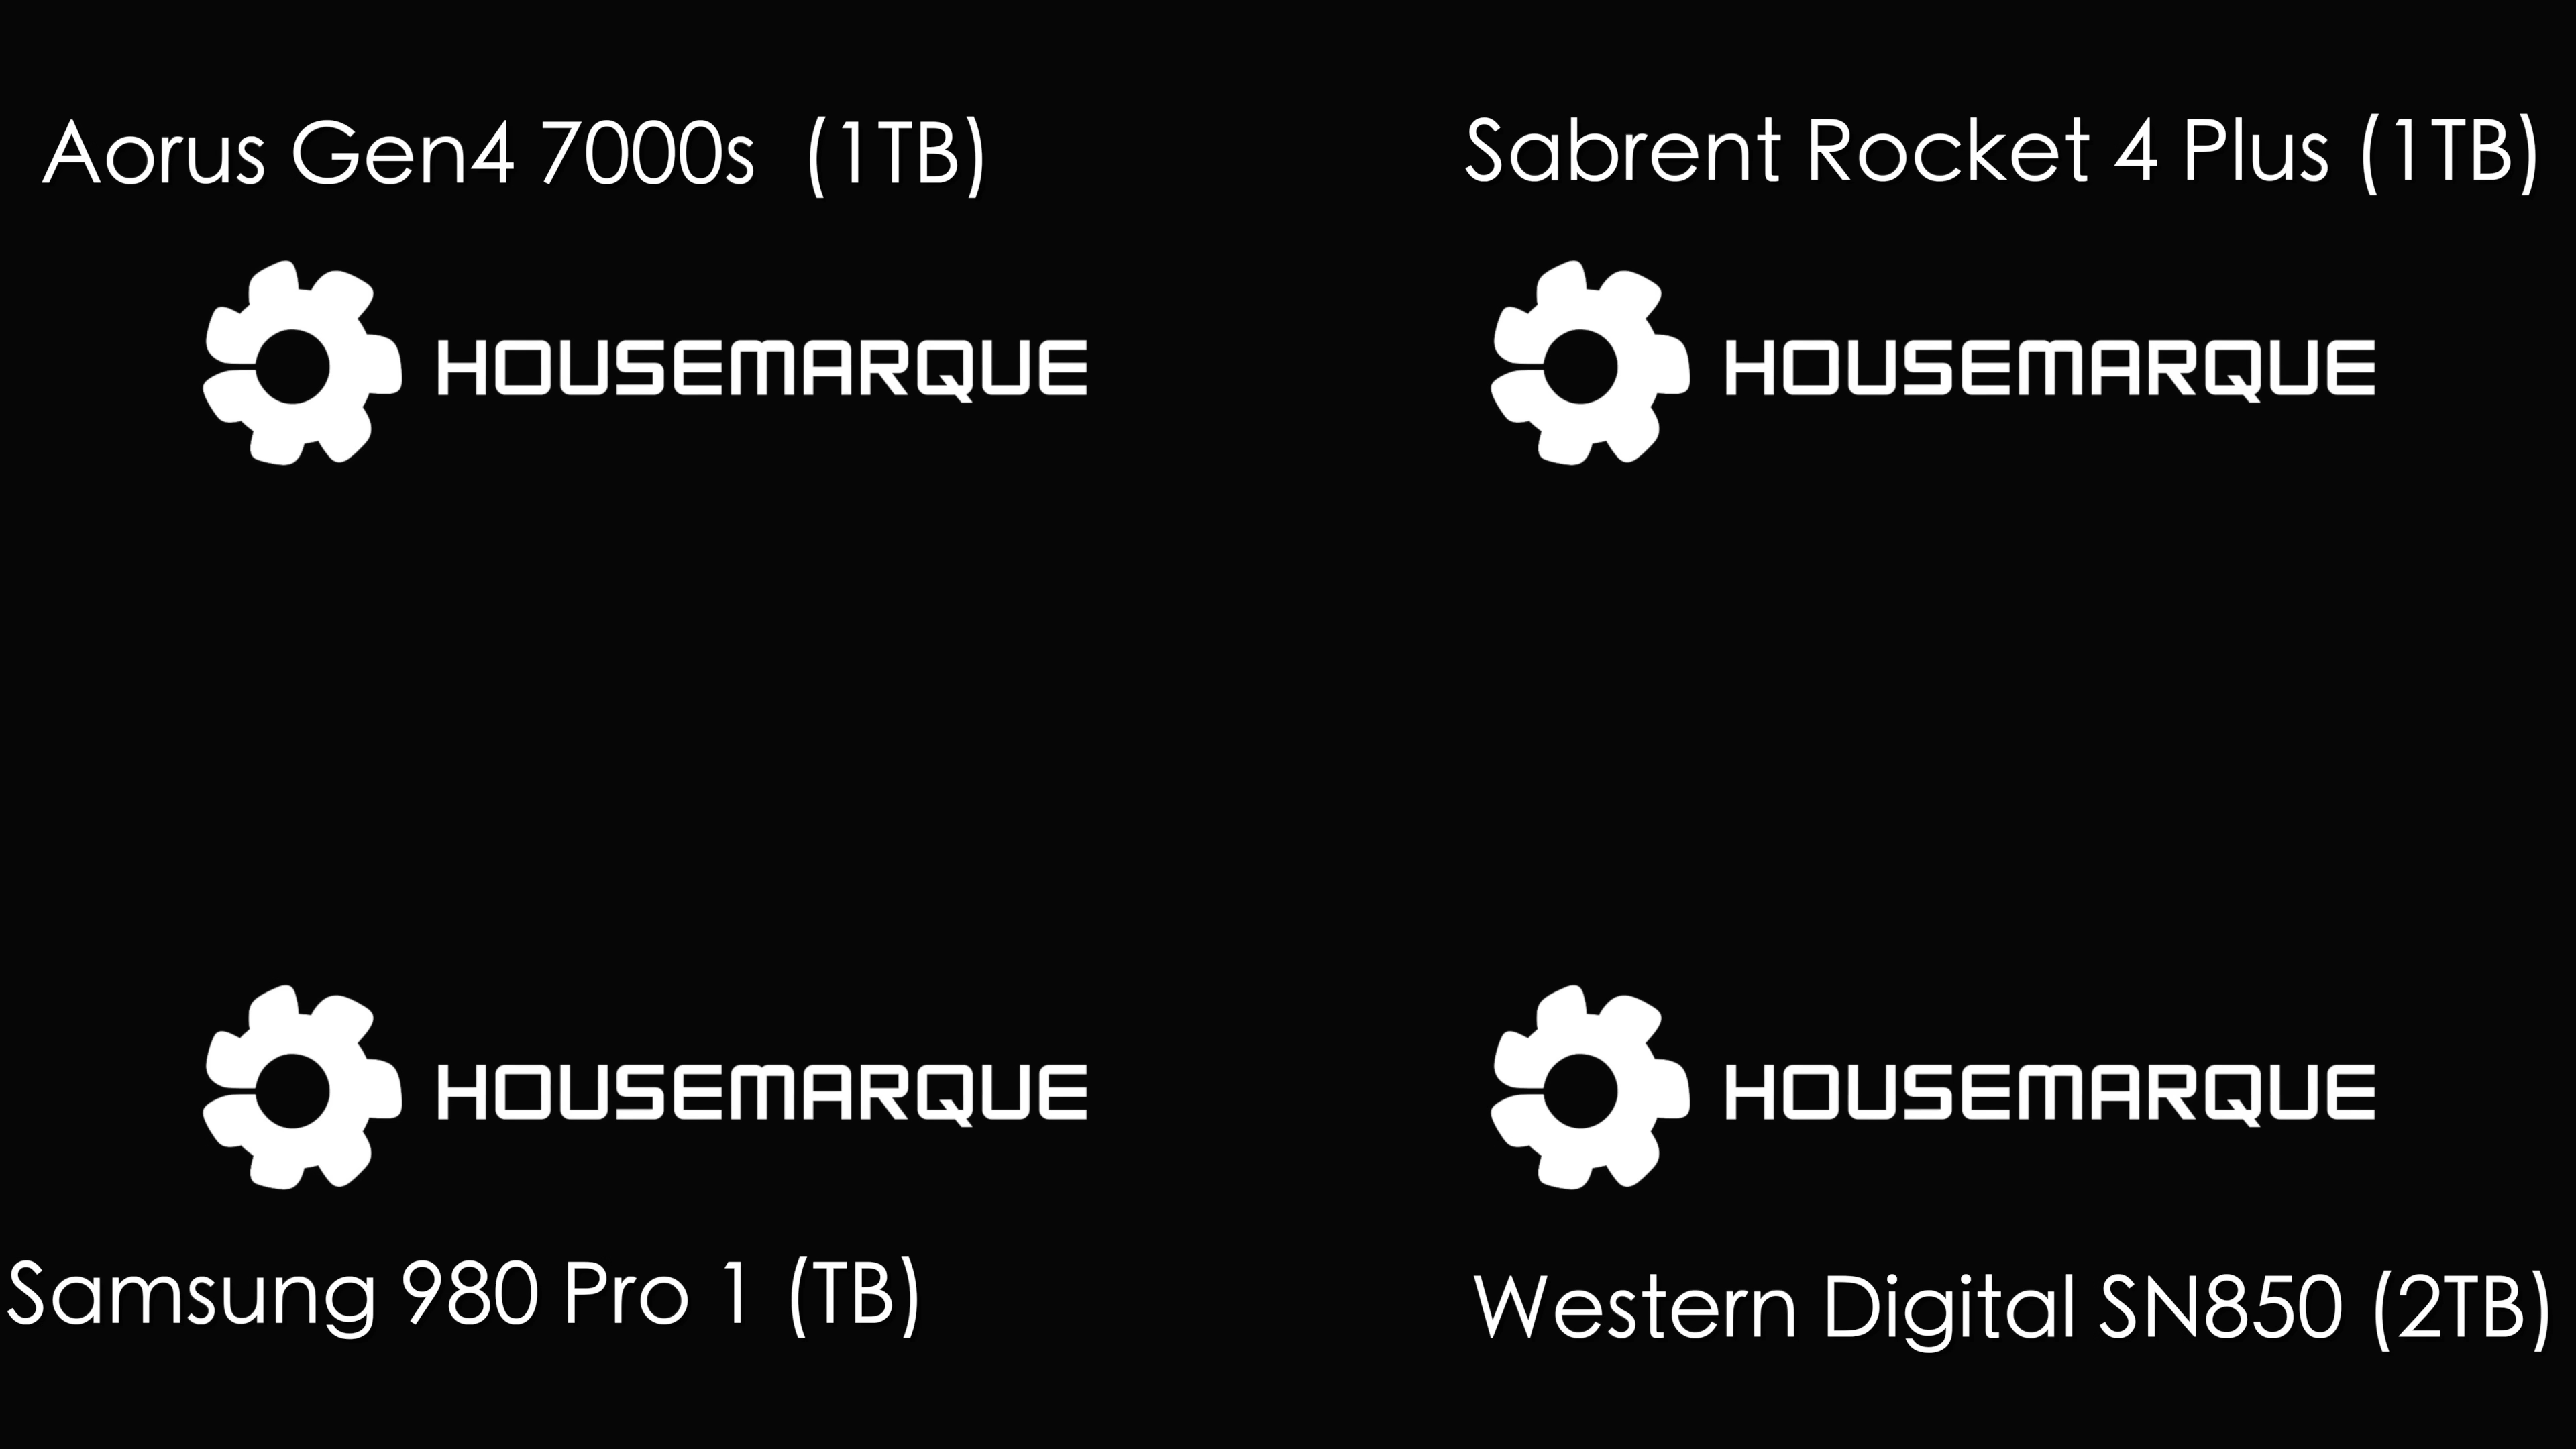 Aorus Gen4 7000s  (1TB)
Sabrent Rocket 4 Plus (1TB)
HOUSEMARQUE
HOUSEMARQUE
HOUSEMARQUE
HOUSEMARQUE
Samsung 980 Pro 1 (TB)
Western Digital SN850 (2TB)